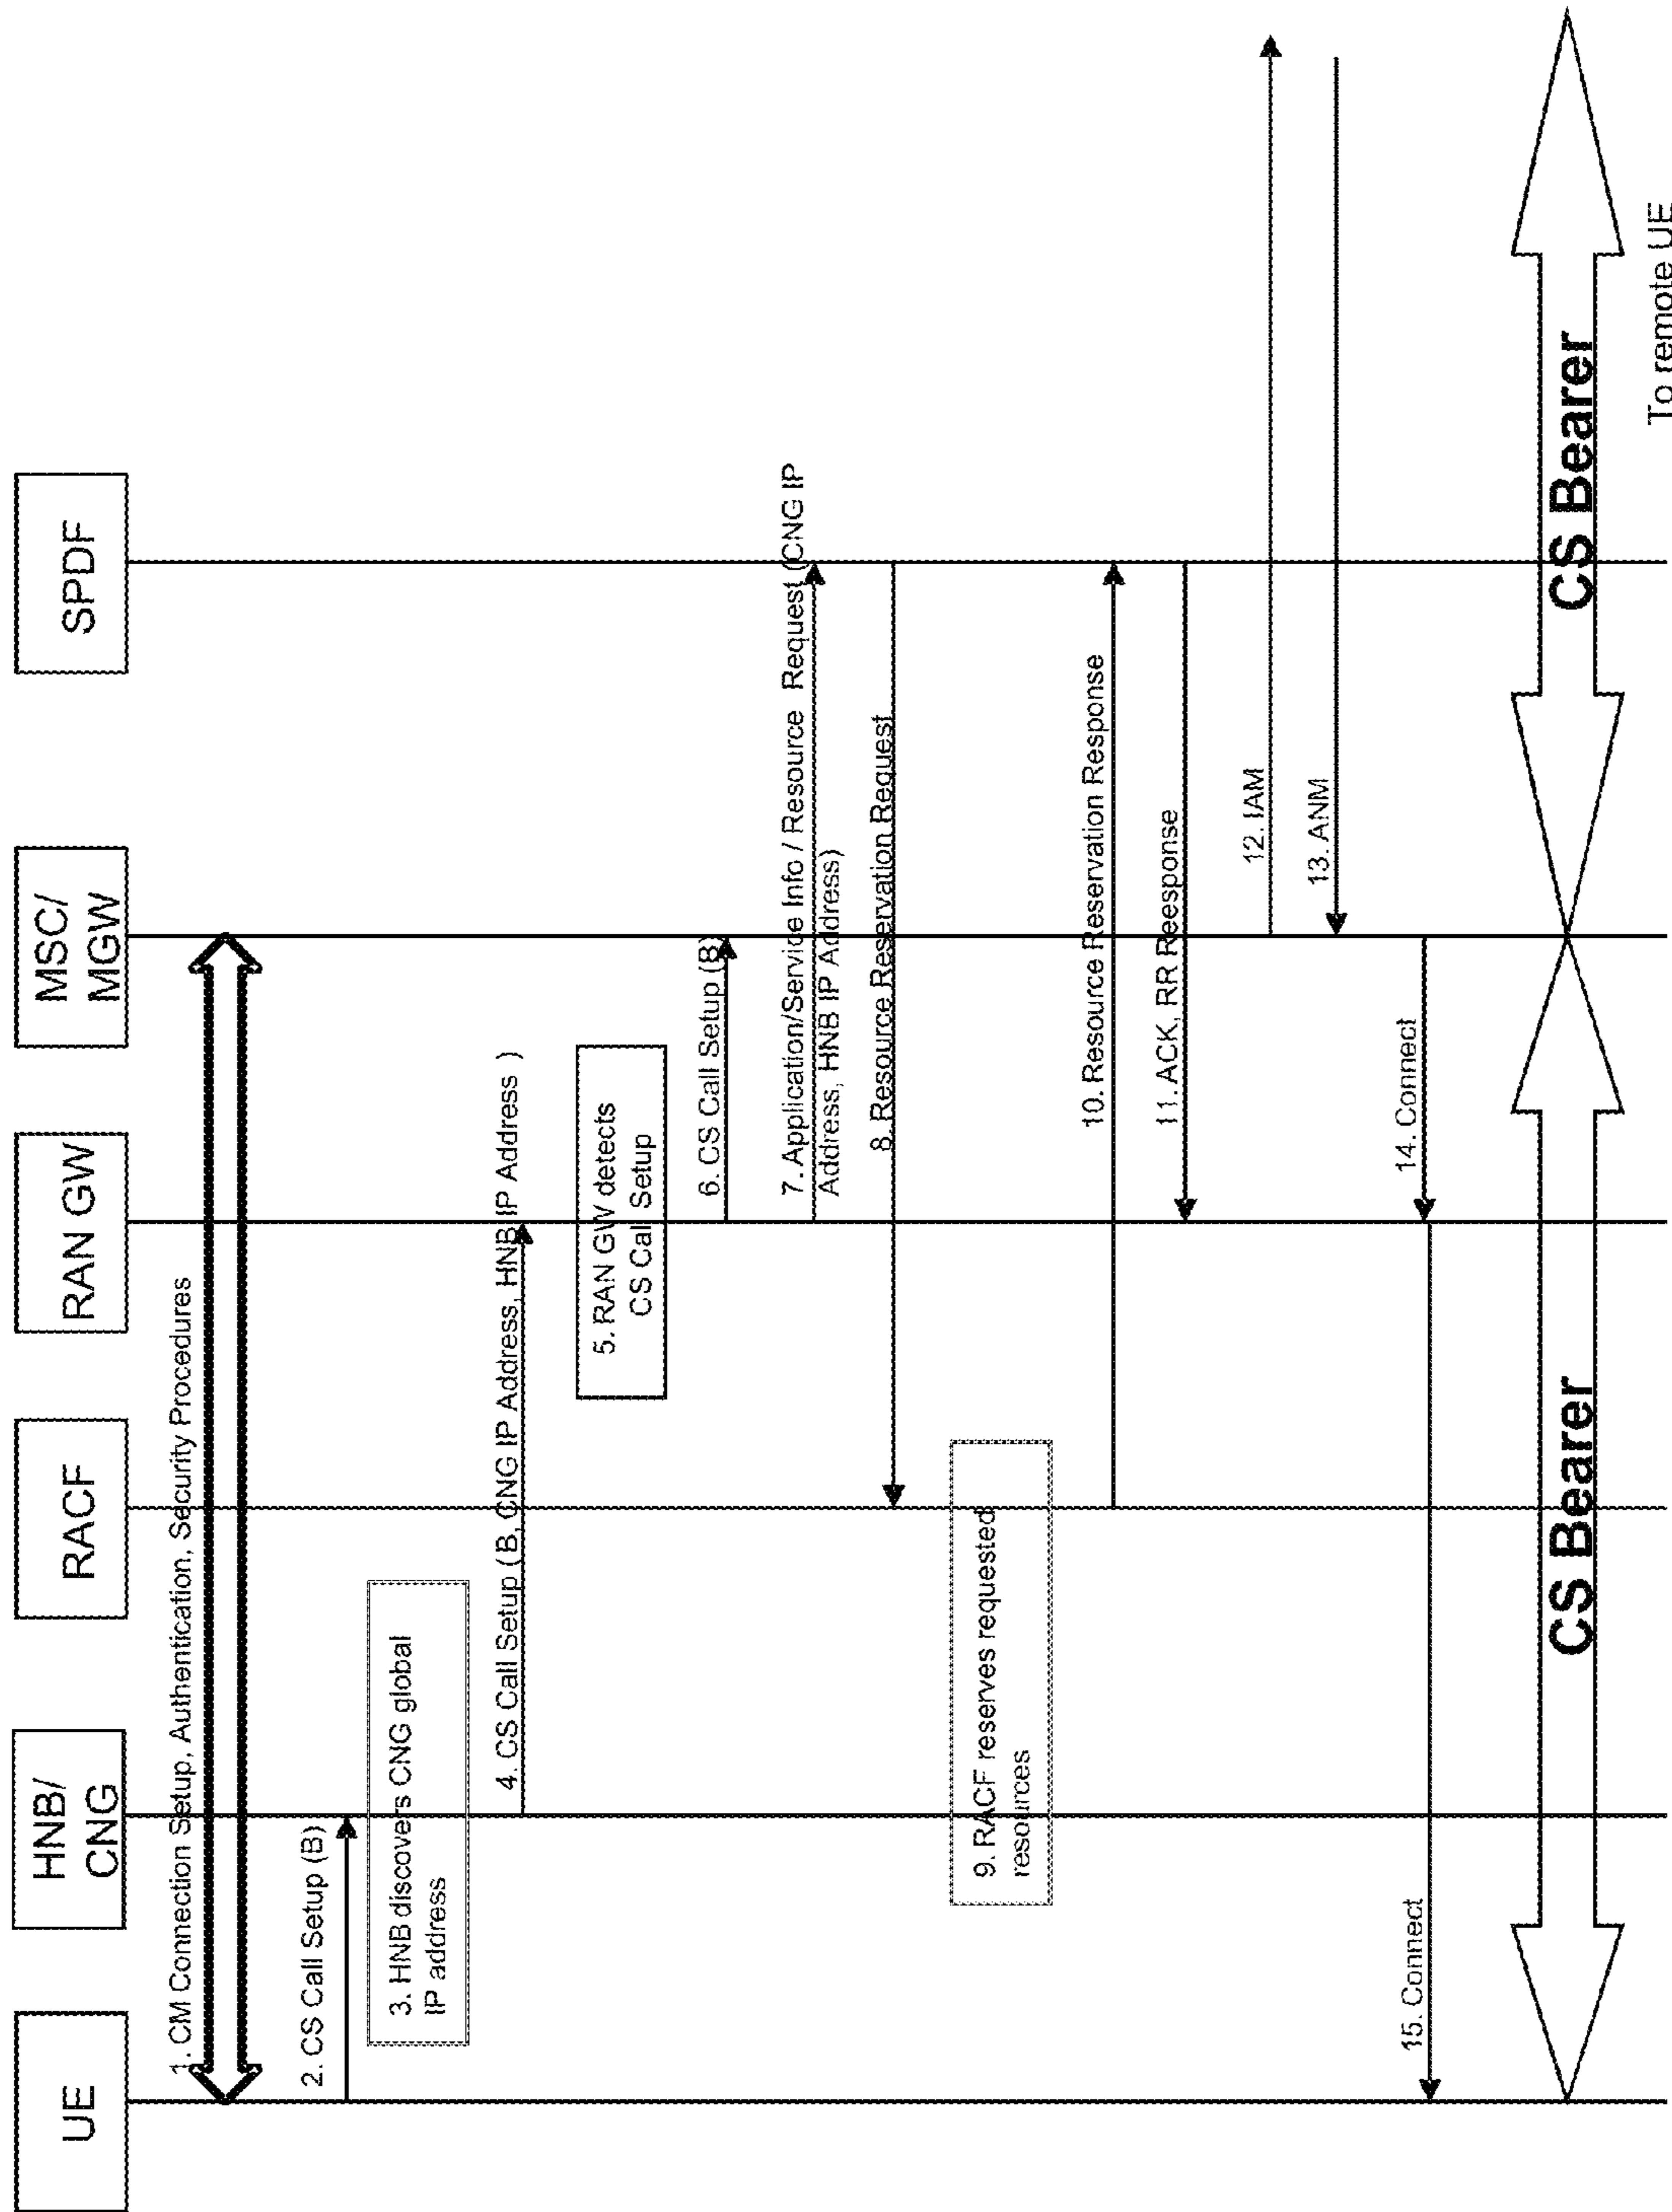 UE
HNB/
CNG
RACF
RAN GW
MSC/
MGW
SPDF
1. CM Connection Setup, Authentication, Security Procedures
2. CS Call Setup (B)
3. HNB discovers CNG global
IP address
4. CS Call Setup (B, CNG IP Address, HNB IP Address )
5. RAN GW detects
CS Call Setup
6. CS Call Setup (B)
7. Application/Service Info / Resource Request (CNG IP
Address, HNB IP Address)
8. Resource Reservation Request
9. RACF reserves requested
resources
10. Resource Reservation Response
11. ACK, RR Reesponse
12. IAM
13. ANM
14. Connect
15. Connect
CS Bearer
CS Bearer
To remote UE